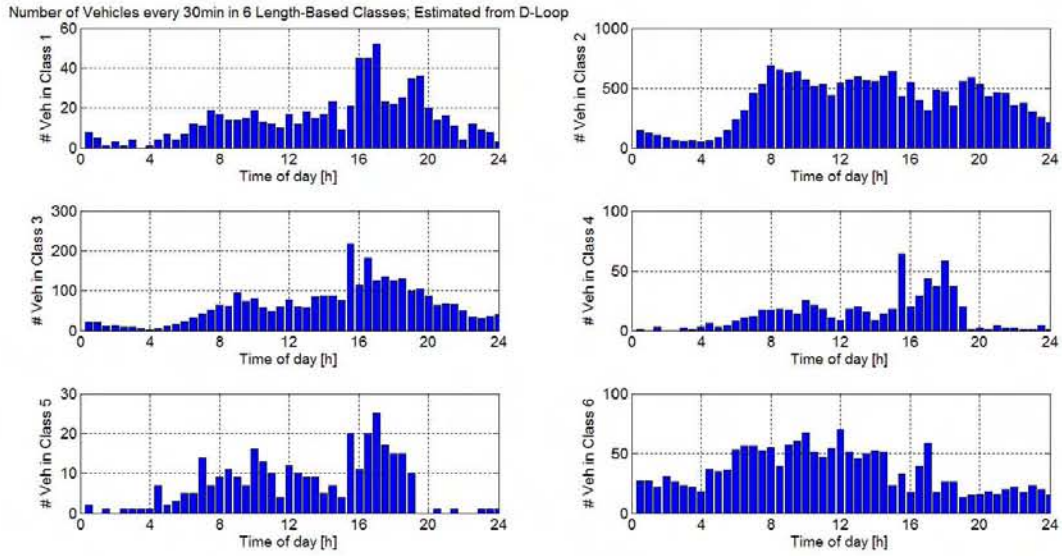 Number of Vehicles every 30min in 6 Length-Based Classes; Estimated from D-Loop
# Veh in Class 1
60
40
20
0
0 4 8 12 16 20 24
Time of day [h]
# Veh in Class 2
1000
500
0
0 4 8 12 16 20 24
Time of day [h]
# Veh in Class 3
300
200
100
0
0 4 8 12 16 20 24
Time of day [h]
# Veh in Class 4
100
50
0
0 4 8 12 16 20 24
Time of day [h]
# Veh in Class 5
30
20
10
0
0 4 8 12 16 20 24
Time of day [h]
# Veh in Class 6
100
50
0
0 4 8 12 16 20 24
Time of day [h]